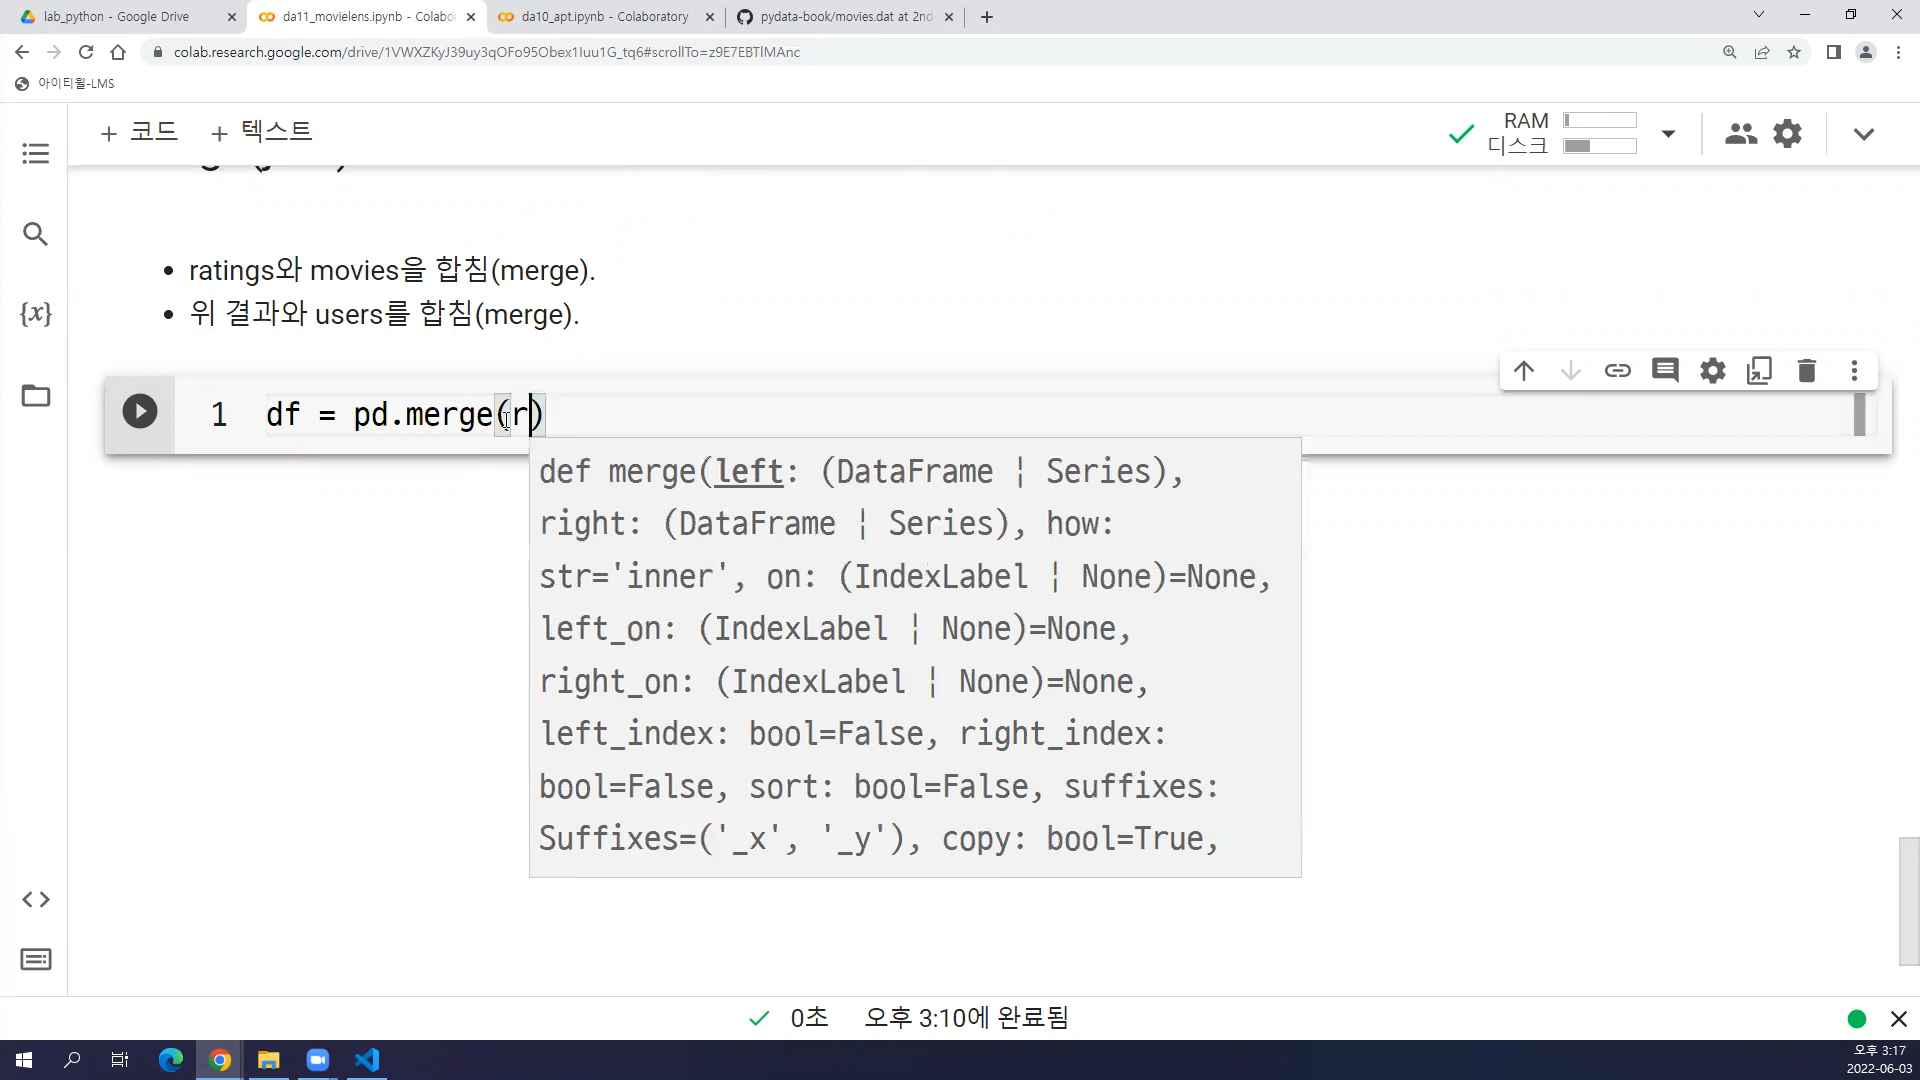 lab_python - Google Drive
da11_movielens.ipynb - Colabo
da10_apt.ipynb - Colaboratory
pydata-book/movies.dat at 2nd
colab.research.google.com/drive/1VWXZKyJ39uy3qOFo95Obex1Iuu1G_tq6#scrollTo=z9E7EBTlMAnc
아이티윌-LMS
+ 코드 + 텍스트
RAM
디스크
{x}
ratings와 movies을 합침(merge).
위 결과와 users를 합침(merge).
1 df = pd.merge(r)
def merge(left: (DataFrame | Series),
right: (DataFrame | Series), how:
str='inner', on: (IndexLabel | None)=None,
left_on: (IndexLabel | None)=None,
right_on: (IndexLabel | None)=None,
left_index: bool=False, right_index:
bool=False, sort: bool=False, suffixes:
Suffixes=('_x', '_y'), copy: bool=True,
0초 오후 3:10에 완료됨
오후 3:17
2022-06-03